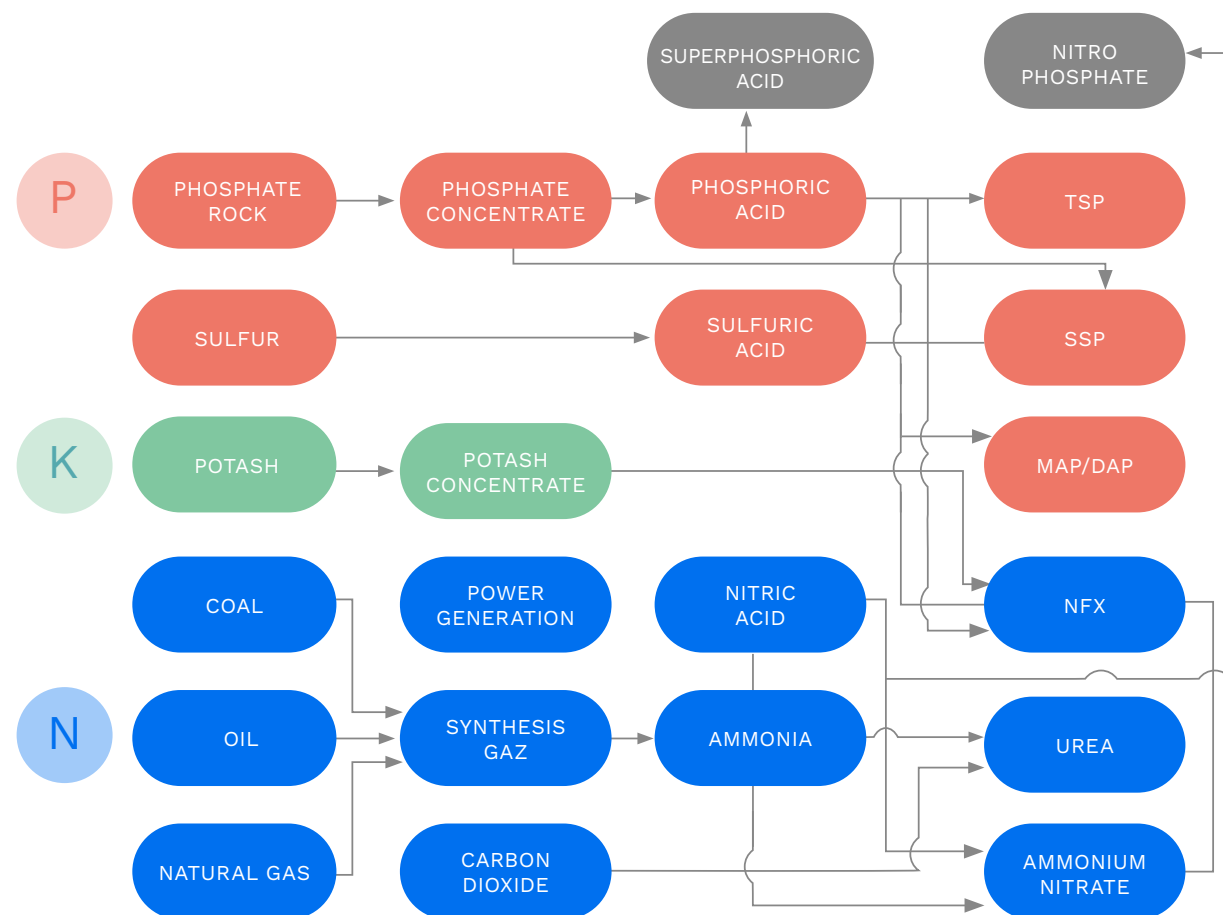 SUPERPHOSPHORIC
ACID
NITRO
PHOSPHATE
P
PHOSPHATE
ROCK
PHOSPHATE
CONCENTRATE
PHOSPHORIC
ACID
TSP
SULFUR
SULFURIC
ACID
SSP
K
POTASH
POTASH
CONCENTRATE
MAP/DAP
COAL
POWER
GENERATION
NITRIC
ACID
NFX
N
OIL
SYNTHESIS
GAZ
AMMONIA
UREA
NATURAL GAS
CARBON
DIOXIDE
AMMONIUM
NITRATE